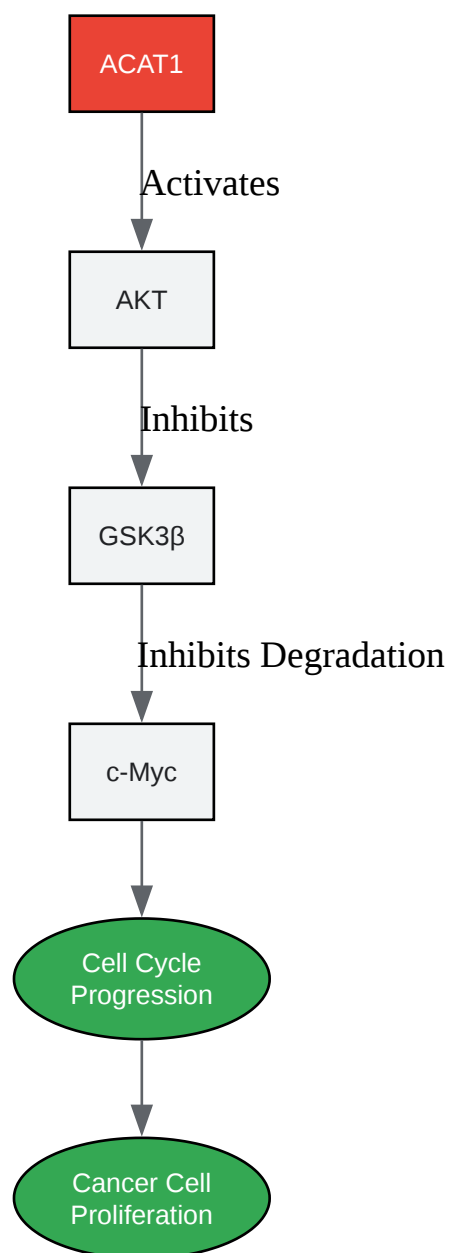 ACAT1
Activates
AKT
Inhibits
GSK3β
Inhibits Degradation
c-Myc
Cell Cycle
Progression
Cancer Cell
Proliferation